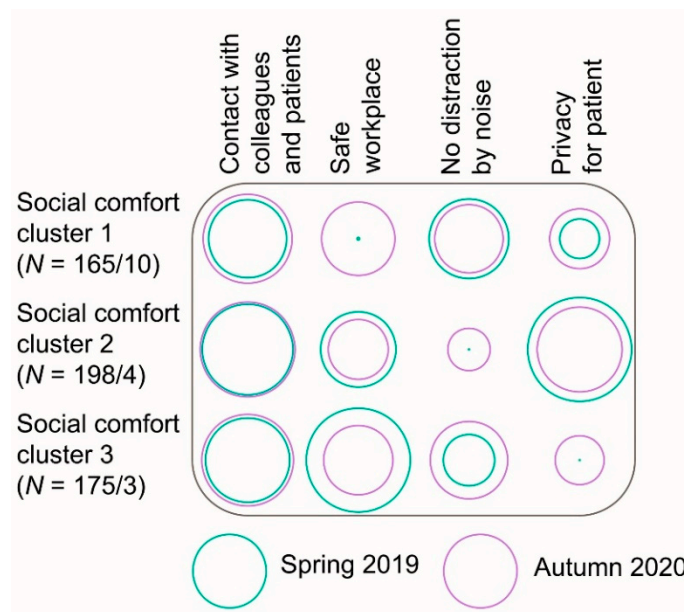 Contact with
colleagues
and patients
Safe
workplace
No distraction
by noise
Privacy
for patient
Social comfort
cluster 1
(N = 165/10)
Social comfort
cluster 2
(N = 198/4)
Social comfort
cluster 3
(N = 175/3)
Spring 2019
Autumn 2020